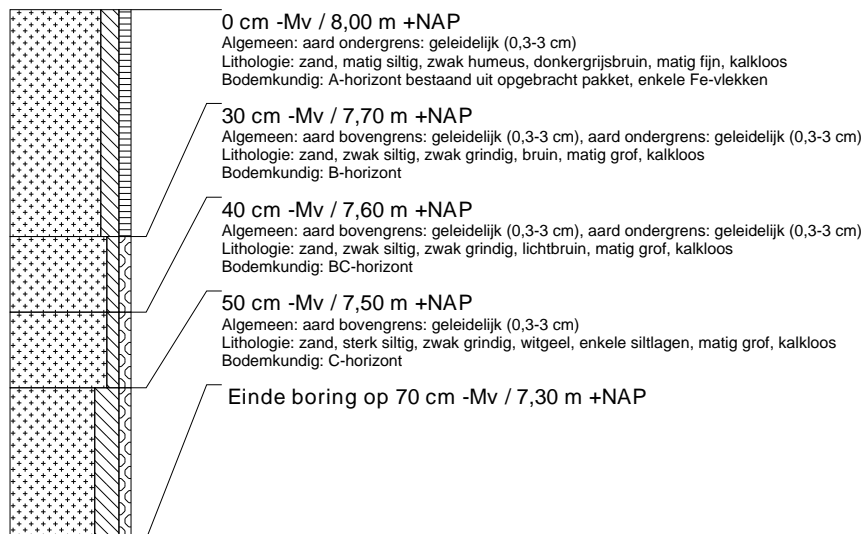 0 cm -Mv / 8,00 m +NAP
Algemeen: aard ondergrens: geleidelijk (0,3-3 cm)
Lithologie: zand, matig siltig, zwak humeus, donkergrijsbruin, matig fijn, kalkloos
Bodemkundig: A-horizont bestaand uit opgebracht pakket, enkele Fe-vlekken
30 cm -Mv / 7,70 m +NAP
Algemeen: aard bovengrens: geleidelijk (0,3-3 cm), aard ondergrens: geleidelijk (0,3-3 cm)
Lithologie: zand, zwak siltig, zwak grindig, bruin, matig grof, kalkloos
Bodemkundig: B-horizont
40 cm -Mv / 7,60 m +NAP
Algemeen: aard bovengrens: geleidelijk (0,3-3 cm), aard ondergrens: geleidelijk (0,3-3 cm)
Lithologie: zand, zwak siltig, zwak grindig, lichtbruin, matig grof, kalkloos
Bodemkundig: BC-horizont
50 cm -Mv / 7,50 m +NAP
Algemeen: aard bovengrens: geleidelijk (0,3-3 cm)
Lithologie: zand, sterk siltig, zwak grindig, witgeel, enkele siltlagen, matig grof, kalkloos
Bodemkundig: C-horizont
Einde boring op 70 cm -Mv / 7,30 m +NAP